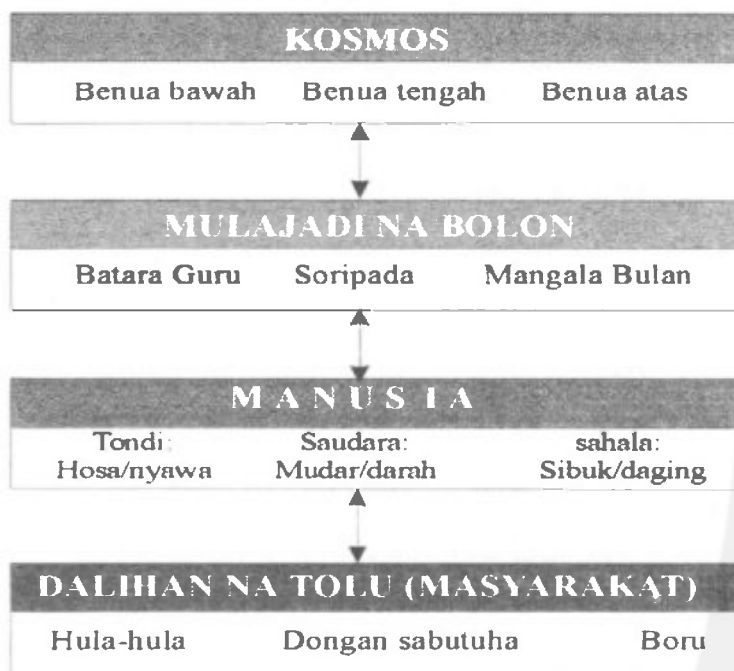 KOSMOS
Benua bawah Benua tengah Benua atas
MULAJADI NA BOLON
Batara Guru Soripada Mangala Bulan
MANUSIA
Tondi: Saudara: sahala:
Hosa/nyawa Mudar/darah Sibuk/daging
DALIHAN NA TOLU (MASYARAKAT)
Hula-hula Dongan sabutuha Boru